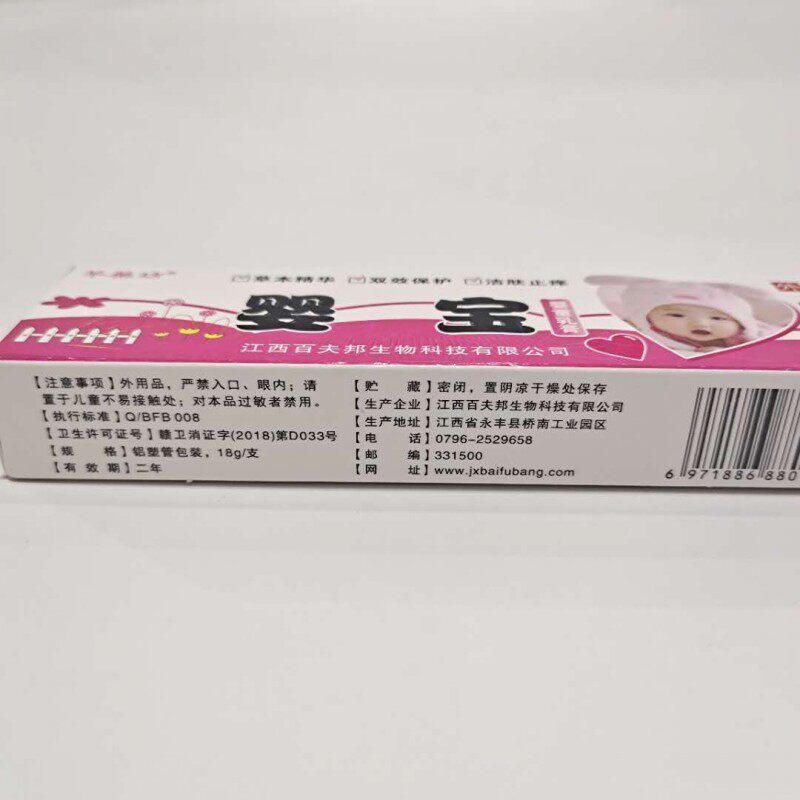 草本精华 双效保护 洁肤止痒
婴宝
江西百夫邦生物科技有限公司
【注意事项】外用品，严禁入口、眼内；请
置于儿童不易接触处；对本品过敏者禁用。
【执行标准】Q/BFB 008
【卫生许可证号】赣卫消证字(2018)第D033号
【规 格】铝塑管包装，18g/支
【有 效 期】二年
【贮 藏】密闭，置阴凉干燥处保存
【生产企业】江西百夫邦生物科技有限公司
【生产地址】江西省永丰县桥南工业园区
【电 话】0796-2529658
【邮 编】331500
【网 址】www.jxbaifubang.com
6 971886 880